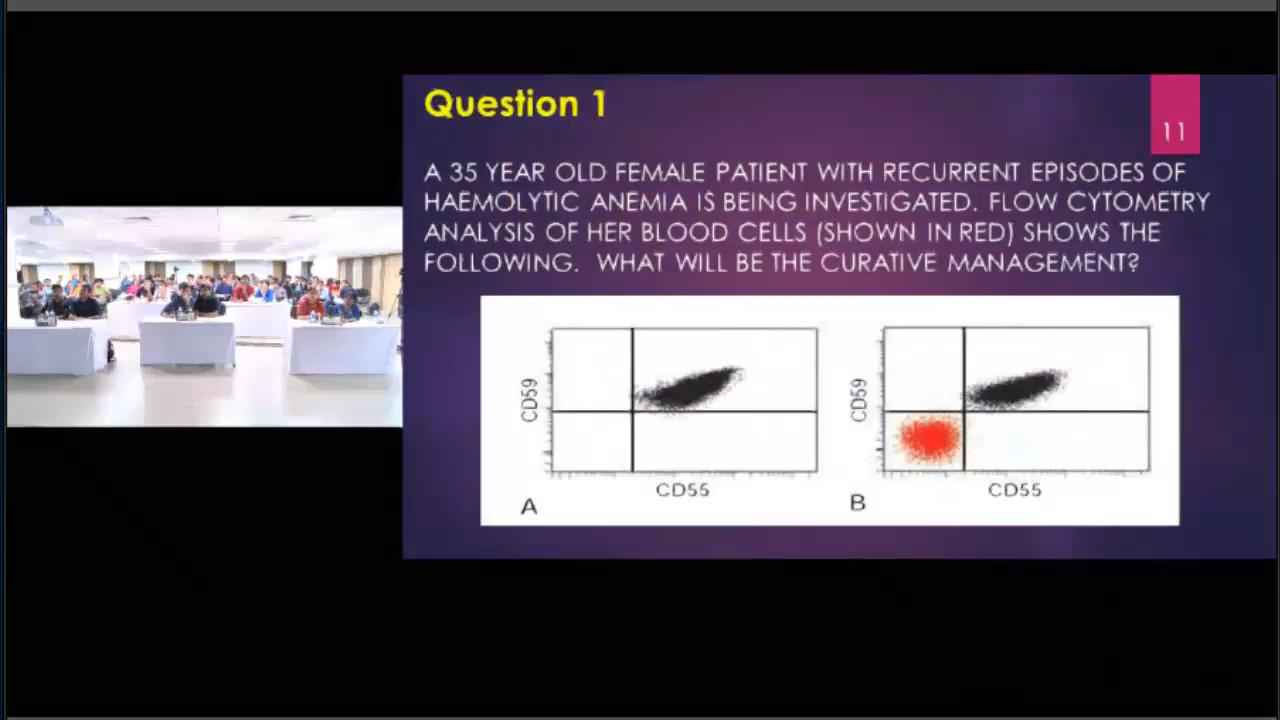 Question 1
11
A 35 YEAR OLD FEMALE PATIENT WITH RECURRENT EPISODES OF
HAEMOLYTIC ANEMIA IS BEING INVESTIGATED. FLOW CYTOMETRY
ANALYSIS OF HER BLOOD CELLS (SHOWN IN RED) SHOWS THE
FOLLOWING. WHAT WILL BE THE CURATIVE MANAGEMENT?
CD59
CD55
A
CD59
CD55
B